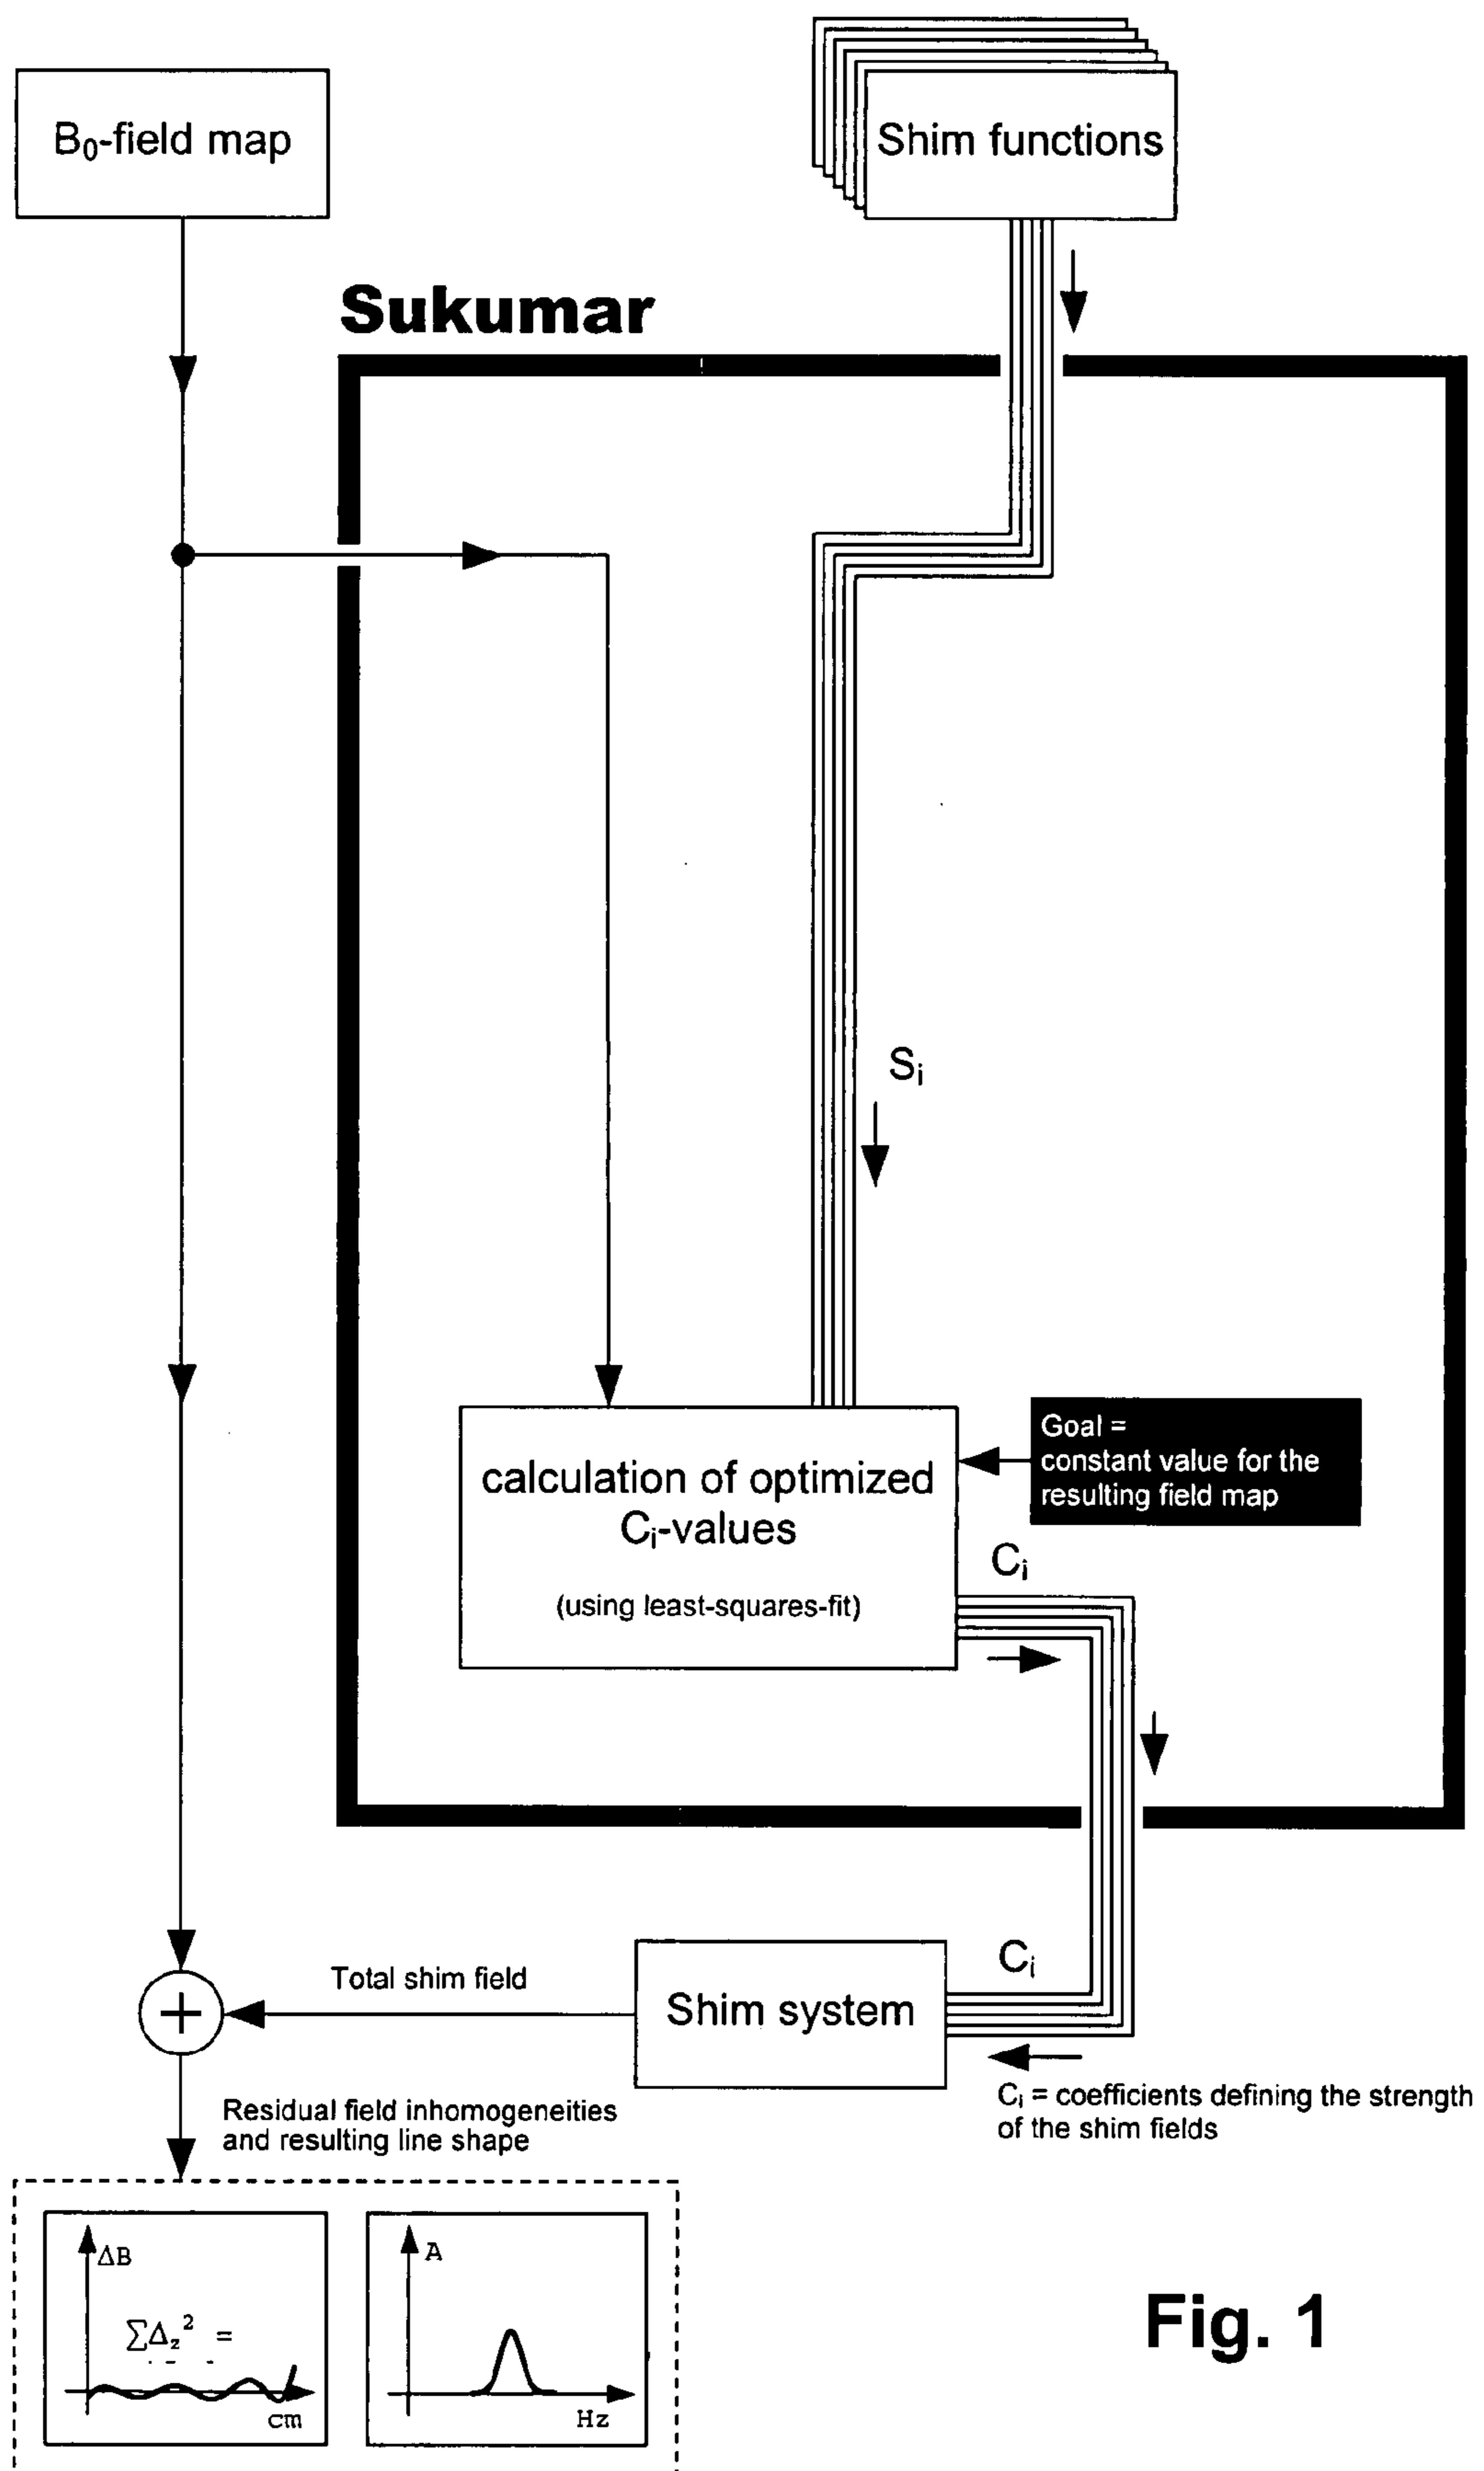 B₀-field map
Shim functions
Sukumar
Sᵢ
calculation of optimized
Cᵢ-values
(using least-squares-fit)
Goal =
constant value for the
resulting field map
Cᵢ
Cᵢ
Total shim field
Shim system
+
Cᵢ = coefficients defining the strength
of the shim fields
Residual field inhomogeneities
and resulting line shape
ΔB
∑Δz² =
cm
A
Hz
Fig. 1